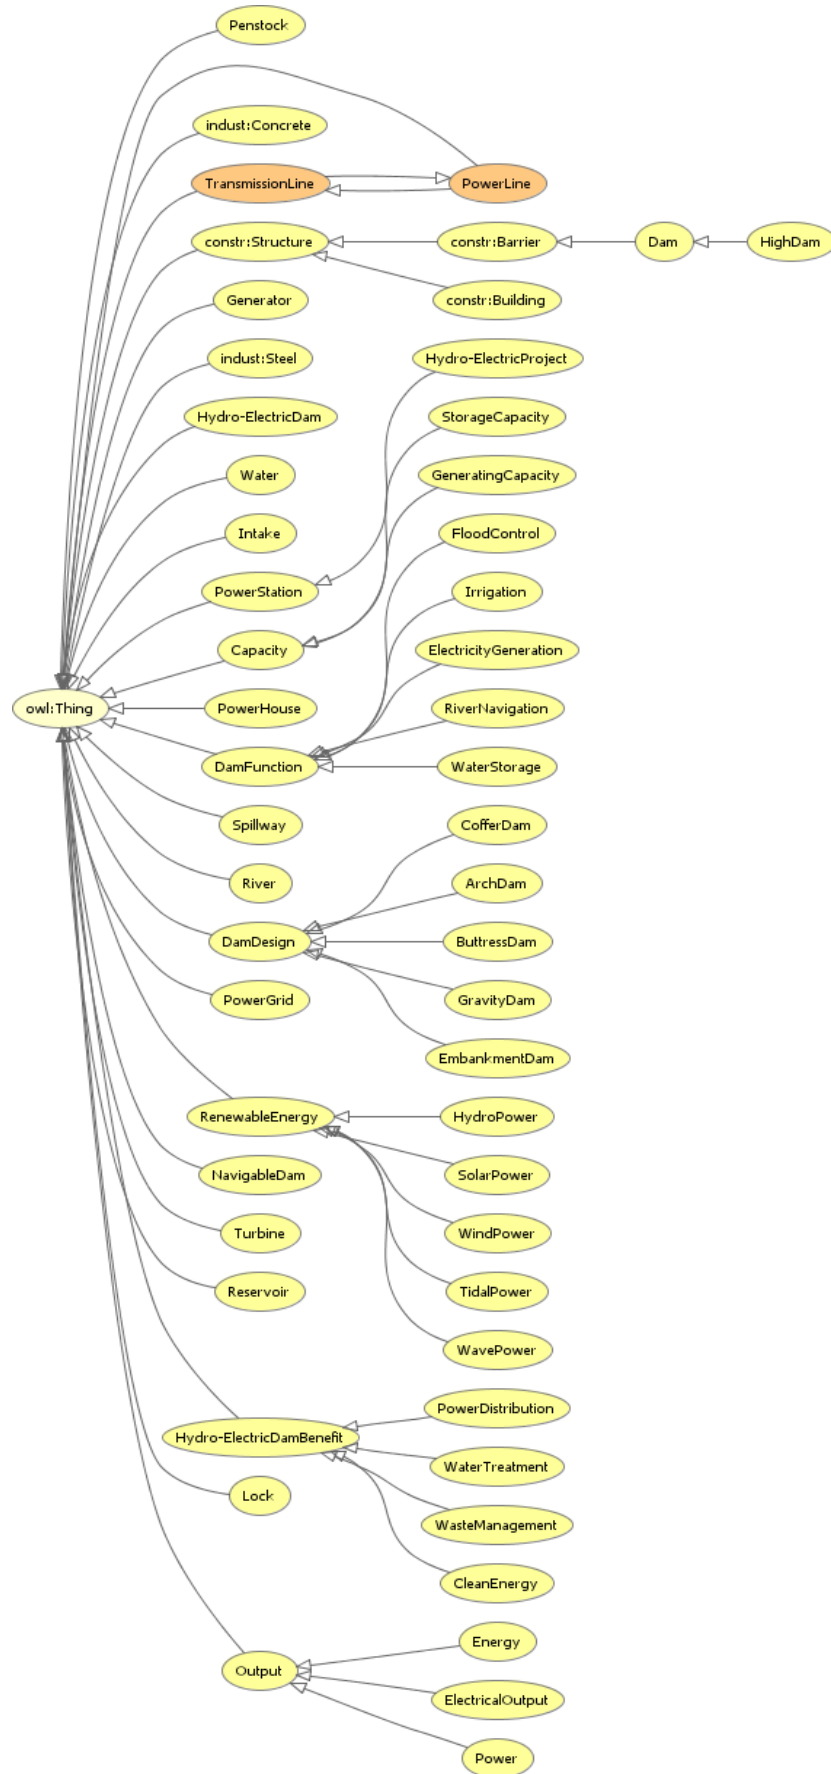 Penstock
indust:Concrete
TransmissionLine
PowerLine
constr:Structure
constr:Barrier
Dam
HighDam
Generator
constr:Building
indust:Steel
Hydro-ElectricProject
Hydro-ElectricDam
StorageCapacity
Water
GeneratingCapacity
Intake
FloodControl
PowerStation
Irrigation
Capacity
ElectricityGeneration
owl:Thing
PowerHouse
RiverNavigation
DamFunction
WaterStorage
Spillway
CofferDam
River
ArchDam
DamDesign
ButtressDam
PowerGrid
GravityDam
EmbankmentDam
RenewableEnergy
HydroPower
NavigableDam
SolarPower
Turbine
WindPower
Reservoir
TidalPower
WavePower
PowerDistribution
Hydro-ElectricDamBenefit
WaterTreatment
Lock
WasteManagement
CleanEnergy
Energy
Output
ElectricalOutput
Power